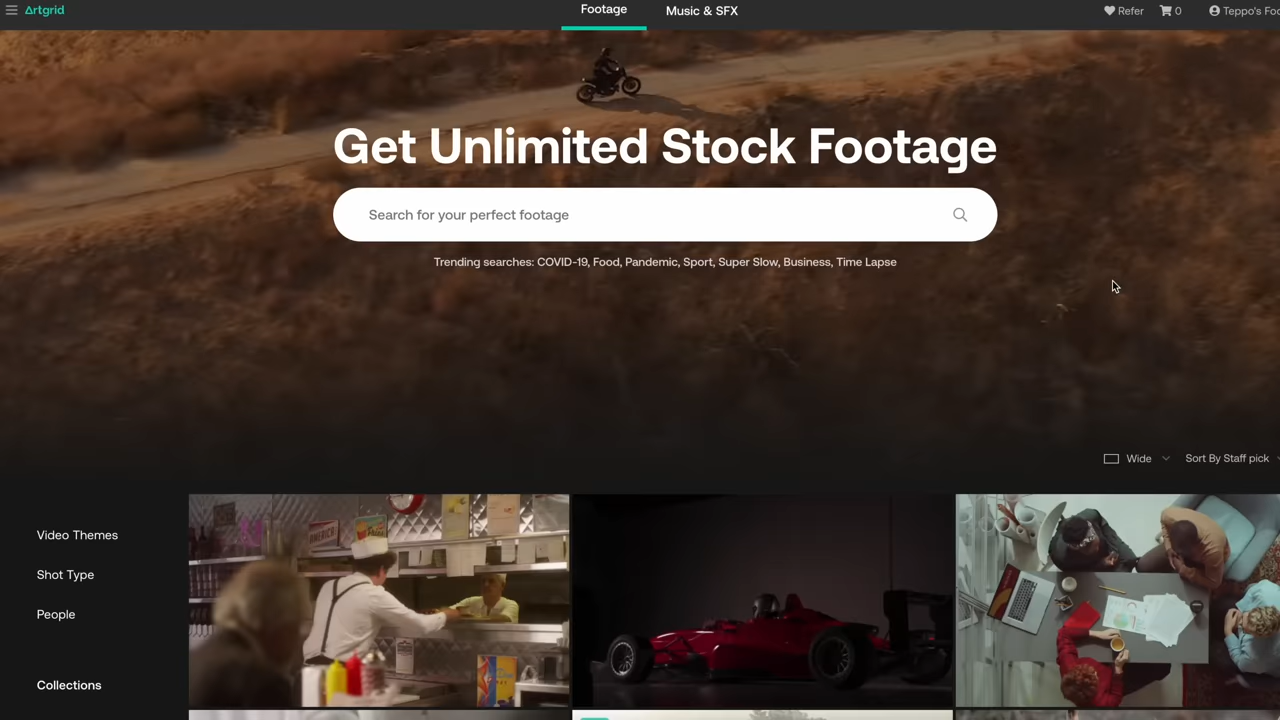 Artgrid
Footage
Music & SFX
Refer
0
Teppo's Foo
Get Unlimited Stock Footage
Search for your perfect footage
Trending searches: COVID-19, Food, Pandemic, Sport, Super Slow, Business, Time Lapse
Wide
Sort By Staff pick
Video Themes
Shot Type
People
Collections
AMERICA